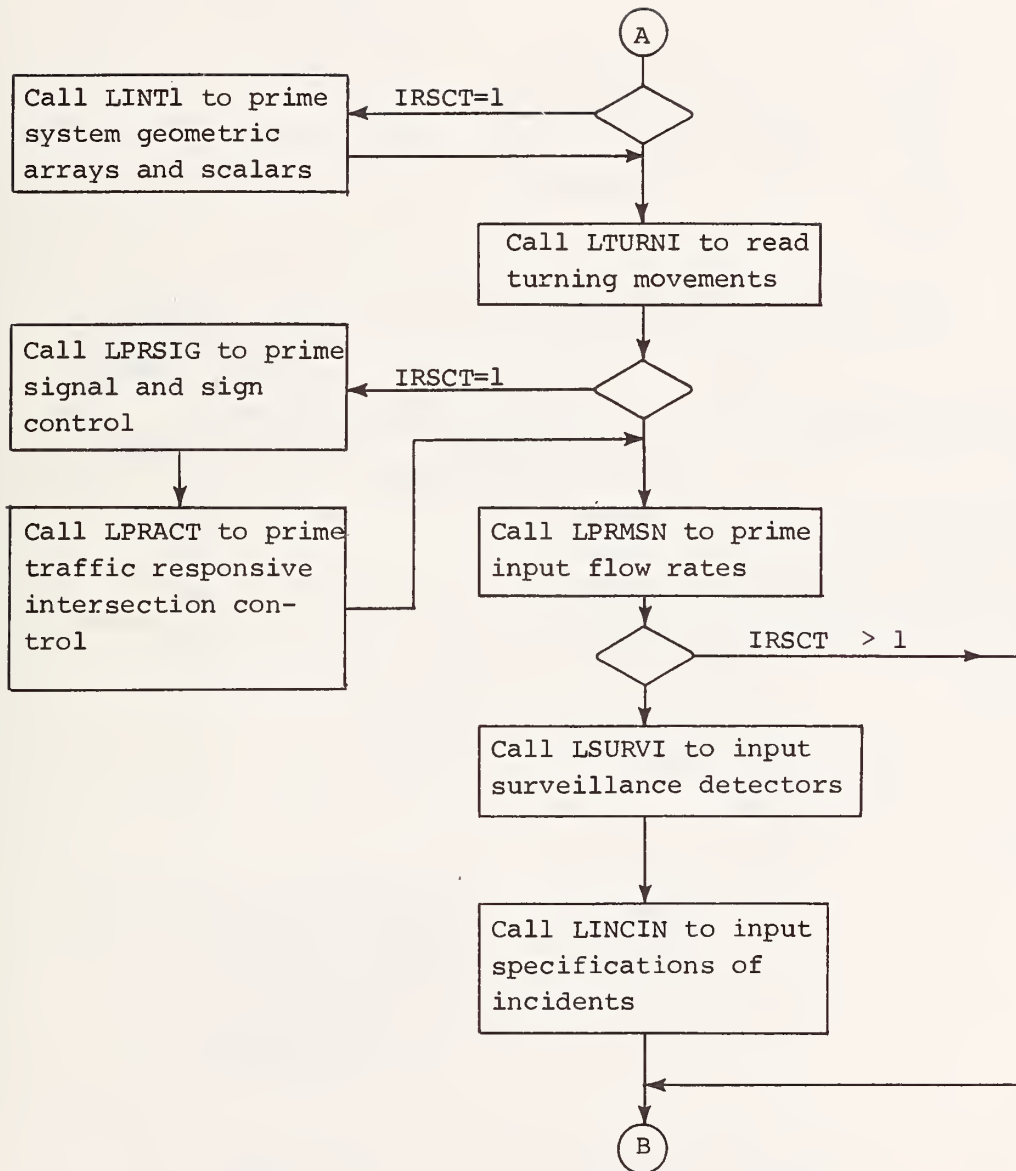 A
IRSCT=1
Call LINT1 to prime
system geometric
arrays and scalars
Call LTURNI to read
turning movements
IRSCT=1
Call LPRSIG to prime
signal and sign
control
Call LPRACT to prime
traffic responsive
intersection con-
trol
Call LPRMSN to prime
input flow rates
IRSCT > 1
Call LSURVI to input
surveillance detectors
Call LINCIN to input
specifications of
incidents
B